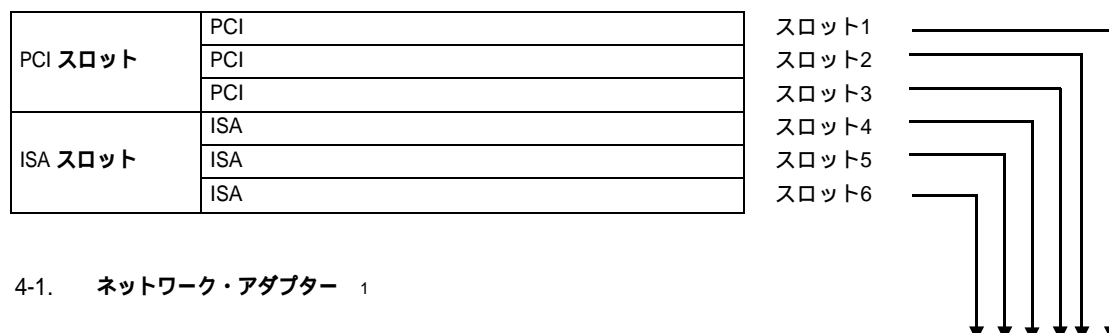 PCI スロット
PCI
スロット1
PCI
スロット2
PCI
スロット3
ISA スロット
ISA
スロット4
ISA
スロット5
ISA
スロット6
4-1. ネットワーク・アダプター 1